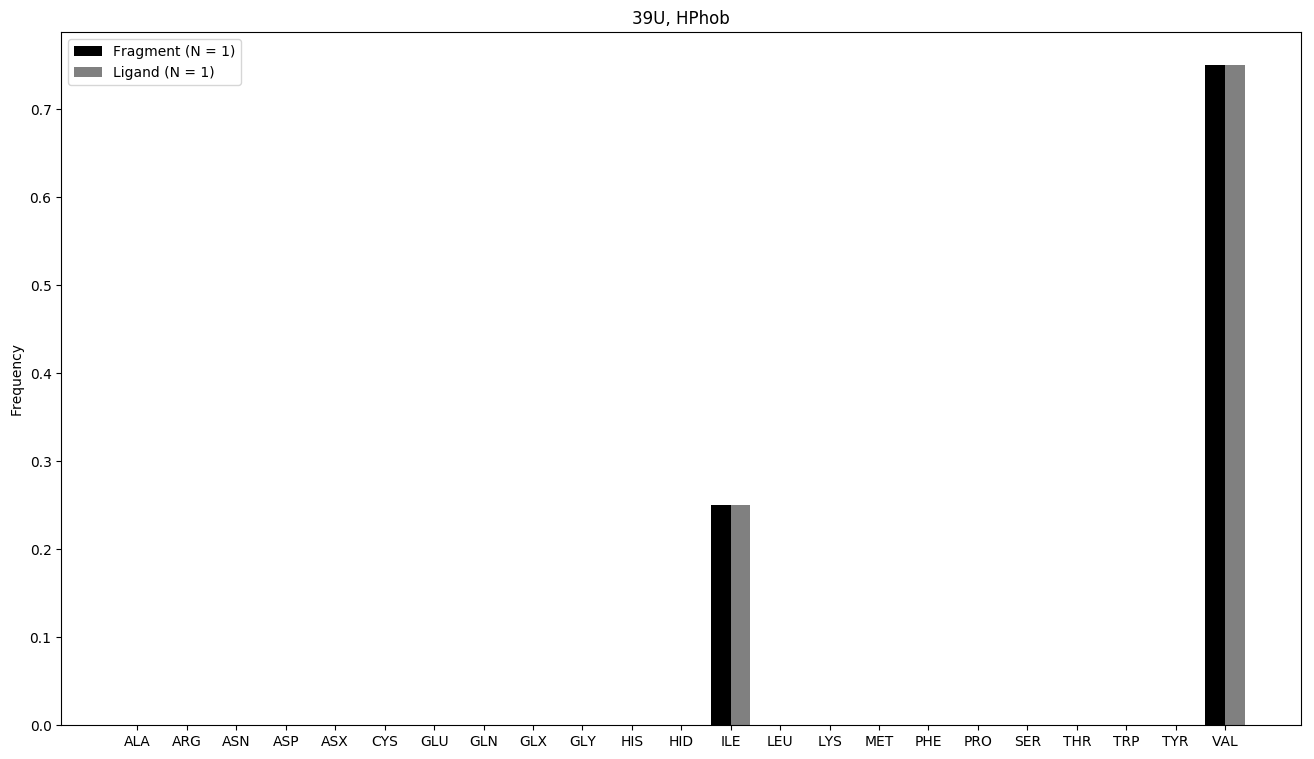 39U, HPhob
Fragment (N = 1)
Ligand (N = 1)
Frequency
0.7
0.6
0.5
0.4
0.3
0.2
0.1
0.0
ALA ARG ASN ASP ASX CYS GLU GLN GLX GLY HIS HID ILE LEU LYS MET PHE PRO SER THR TRP TYR VAL